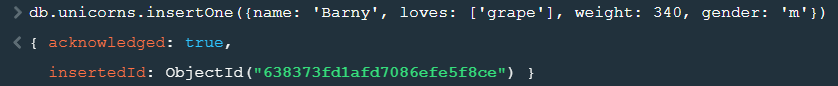 > db.unicorns.insertOne({name: 'Barny', loves: ['grape'], weight: 340, gender: 'm'})
< { acknowledged: true,
insertedId: ObjectId("638373fd1afd7086efe5f8ce") }